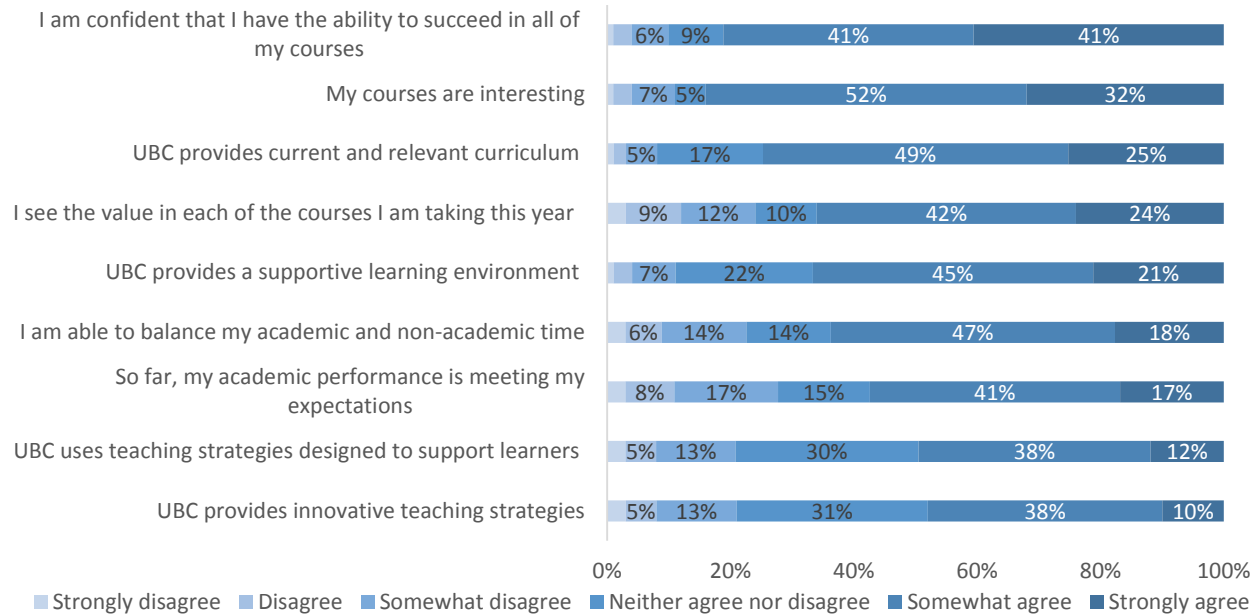 I am confident that I have the ability to succeed in all of
my courses
6% 9% 41% 41%
My courses are interesting
7% 5% 52% 32%
UBC provides current and relevant curriculum
5% 17% 49% 25%
I see the value in each of the courses I am taking this year
9% 12% 10% 42% 24%
UBC provides a supportive learning environment
7% 22% 45% 21%
I am able to balance my academic and non-academic time
6% 14% 14% 47% 18%
So far, my academic performance is meeting my
expectations
8% 17% 15% 41% 17%
UBC uses teaching strategies designed to support learners
5% 13% 30% 38% 12%
UBC provides innovative teaching strategies
5% 13% 31% 38% 10%
0% 20% 40% 60% 80% 100%
Strongly disagree Disagree Somewhat disagree Neither agree nor disagree Somewhat agree Strongly agree